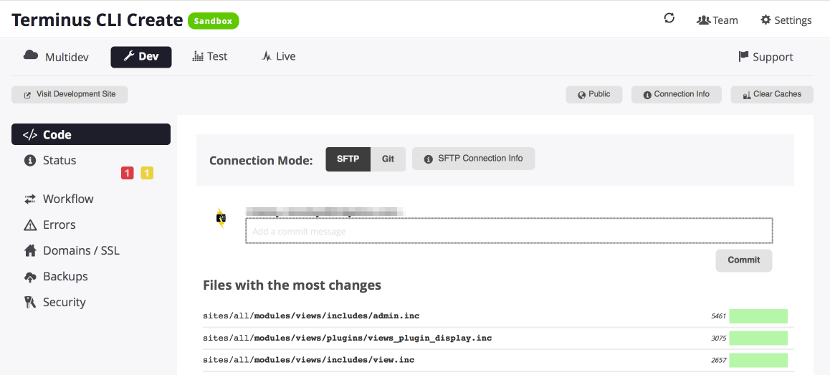 Terminus CLI Create Sandbox
Team
Settings
Multidev
Dev
Test
Live
Support
Visit Development Site
Public
Connection Info
Clear Caches
Code
Status
1 1
Workflow
Errors
Domains / SSL
Backups
Security
Connection Mode:
SFTP
Git
SFTP Connection Info
Add a commit message
Commit
Files with the most changes
sites/all/modules/views/includes/admin.inc 5461
sites/all/modules/views/plugins/views_plugin_display.inc 3075
sites/all/modules/views/includes/view.inc 2657